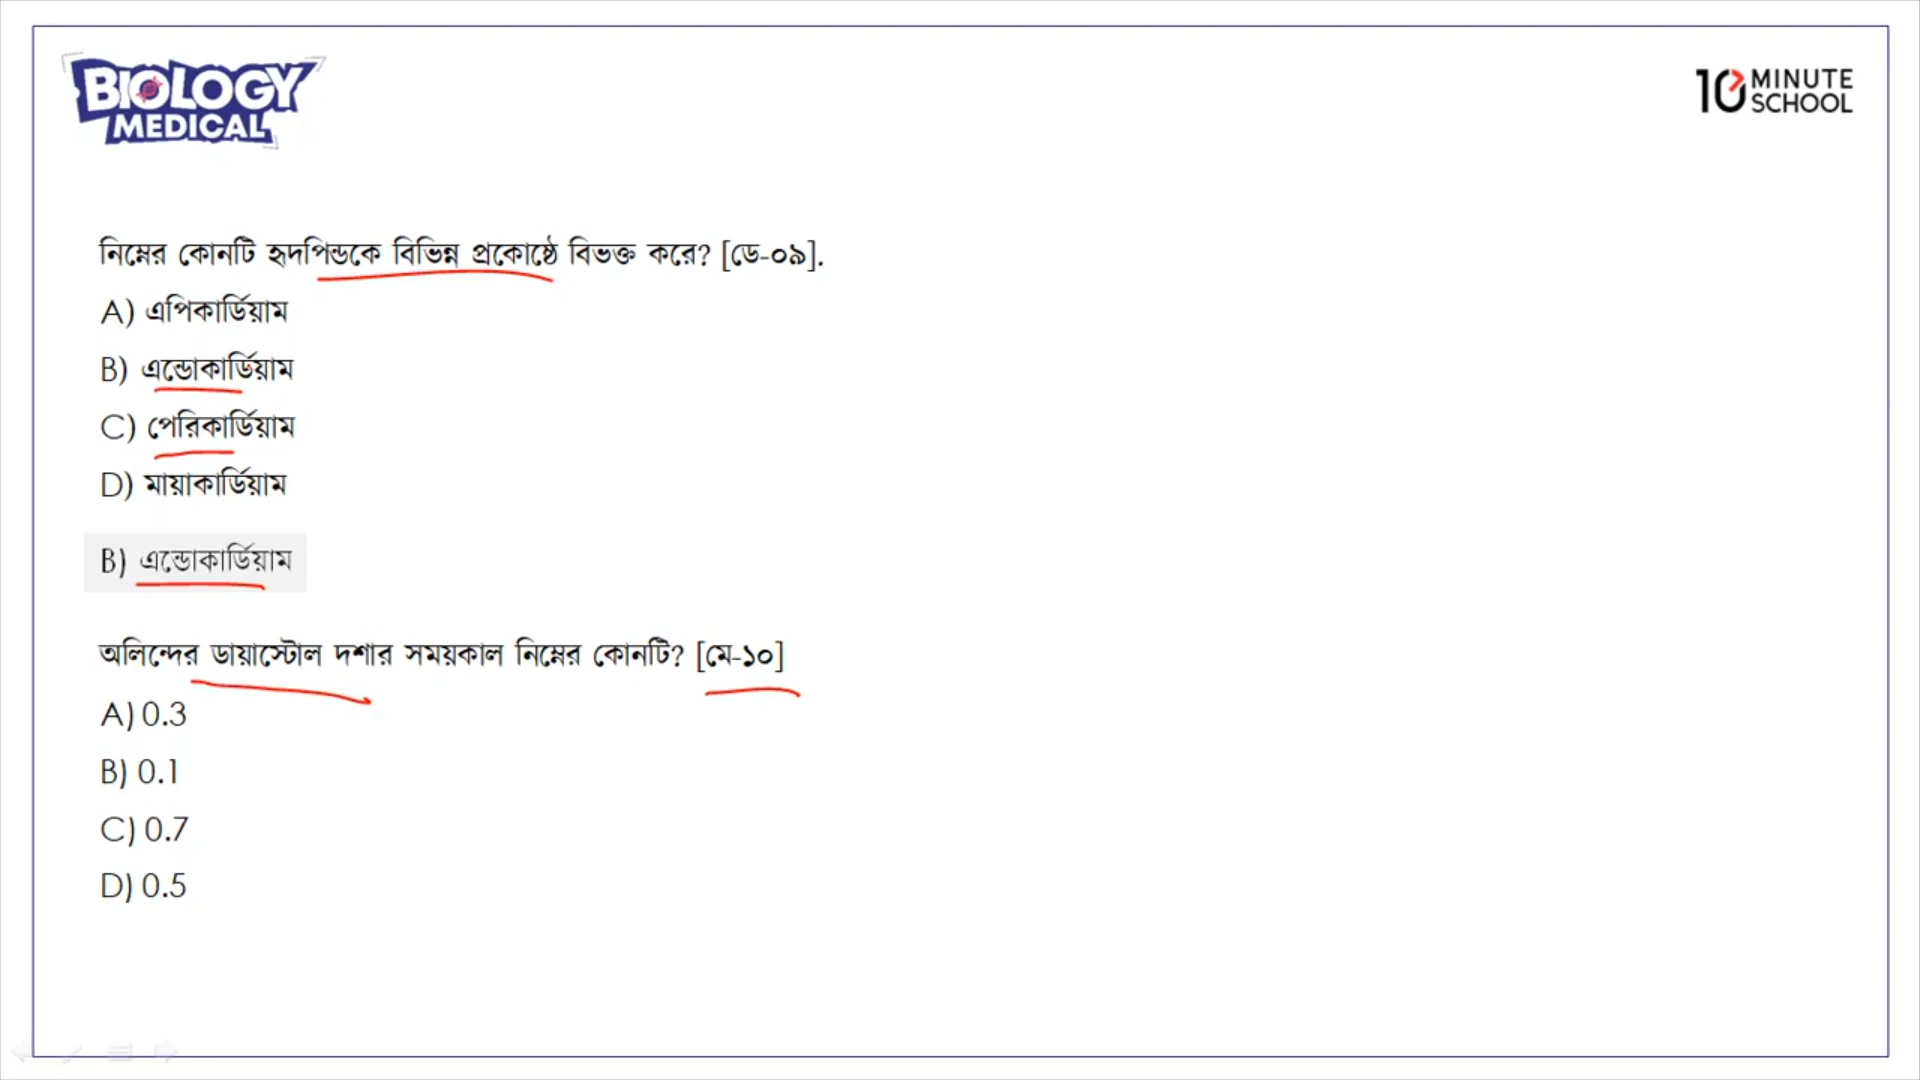 BIOLOGY
MEDICAL
10 MINUTE
SCHOOL
নিম্নের কোনটি হৃদপিন্ডকে বিভিন্ন প্রকোষ্ঠে বিভক্ত করে? [ডে-০৯].
A) এপিকার্ডিয়াম
B) এন্ডোকার্ডিয়াম
C) পেরিকার্ডিয়াম
D) মায়াকার্ডিয়াম
B) এন্ডোকার্ডিয়াম
অলিন্দের ডায়াস্টোল দশার সময়কাল নিম্নের কোনটি? [মে-১০]
A) 0.3
B) 0.1
C) 0.7
D) 0.5